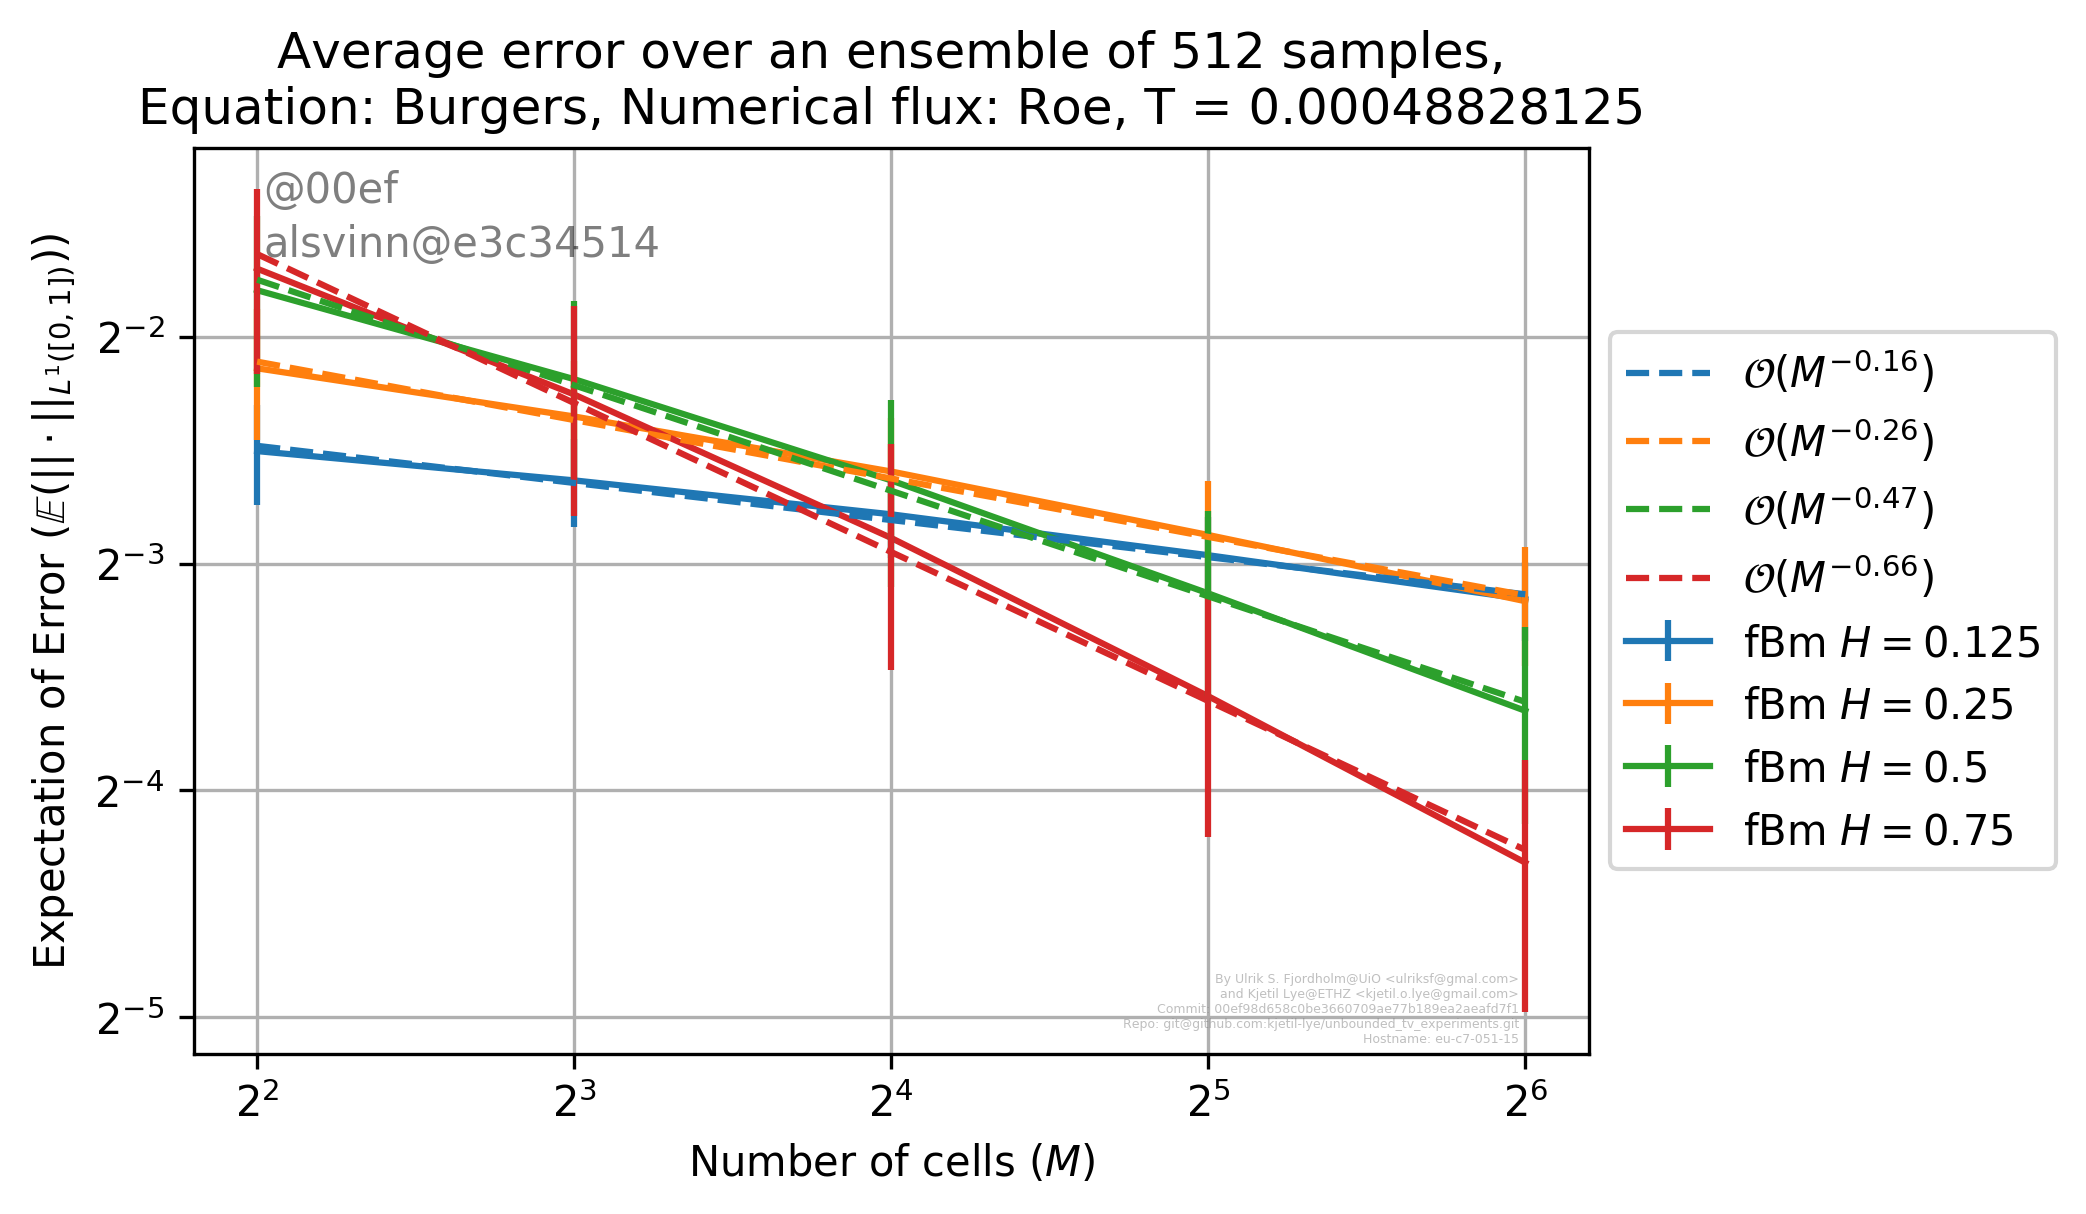 Average error over an ensemble of 512 samples,
Equation: Burgers, Numerical flux: Roe, T = 0.00048828125
@00ef
alsvinn@e3c34514
Expectation of Error (𝔼(|| · ||_{L^1([0,1])}))
2^{-2}
2^{-3}
2^{-4}
2^{-5}
By Ulrik S. Fjordholm@UiO <ulriksf@gmal.com>
and Kjetil Lye@ETHZ <kjetil.o.lye@gmail.com>
Commit: 00ef98d658c0be3660709ae77b189ea2aeafd7f1
Repo: git@github.com:kjetil-lye/unbounded_tv_experiments.git
Hostname: eu-c7-051-15
2^2 2^3 2^4 2^5 2^6
Number of cells (M)
𝒪(M^{-0.16})
𝒪(M^{-0.26})
𝒪(M^{-0.47})
𝒪(M^{-0.66})
fBm H = 0.125
fBm H = 0.25
fBm H = 0.5
fBm H = 0.75